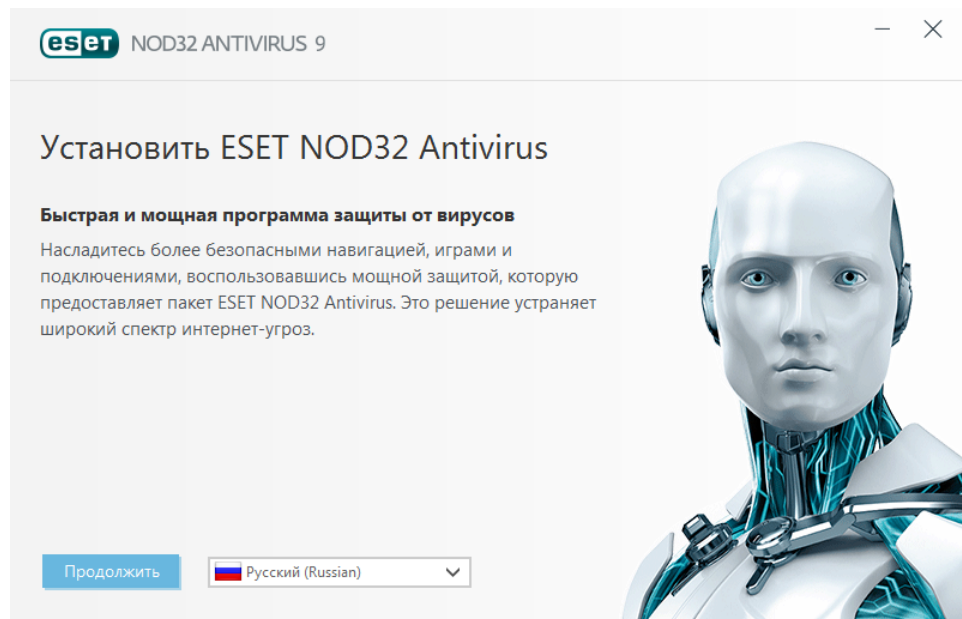 eset NOD32 ANTIVIRUS 9
Установить ESET NOD32 Antivirus
Быстрая и мощная программа защиты от вирусов
Насладитесь более безопасными навигацией, играми и
подключениями, воспользовавшись мощной защитой, которую
предоставляет пакет ESET NOD32 Antivirus. Это решение устраняет
широкий спектр интернет-угроз.
Продолжить
Русский (Russian)